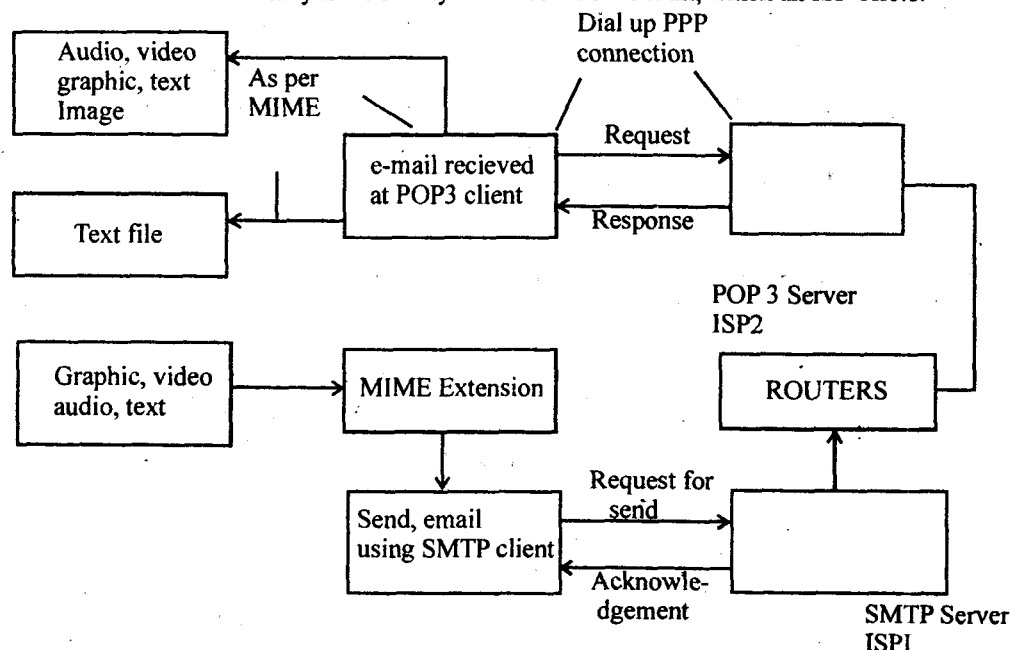 Dial up PPP
connection
Audio, video
graphic, text
Image
As per
MIME
Request
e-mail recieved
at POP3 client
Response
Text file
POP 3 Server
ISP2
Graphic, video
audio, text
MIME Extension
ROUTERS
Request for
send
Send, email
using SMTP client
Acknowle-
dgement
SMTP Server
ISPI